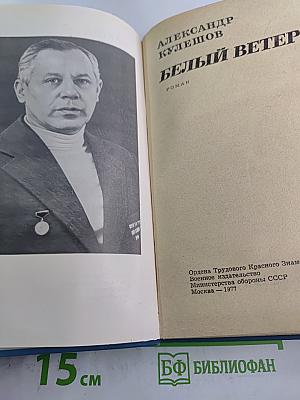 АЛЕКСАНДР
КУЛЕШОВ
БЕЛЫЙ ВЕТЕР
РОМАН
Ордена Трудового Красного Знам
Военное издательство
Министерства обороны СССР
Москва — 1977
15 см
БФ БИБЛИОФАН